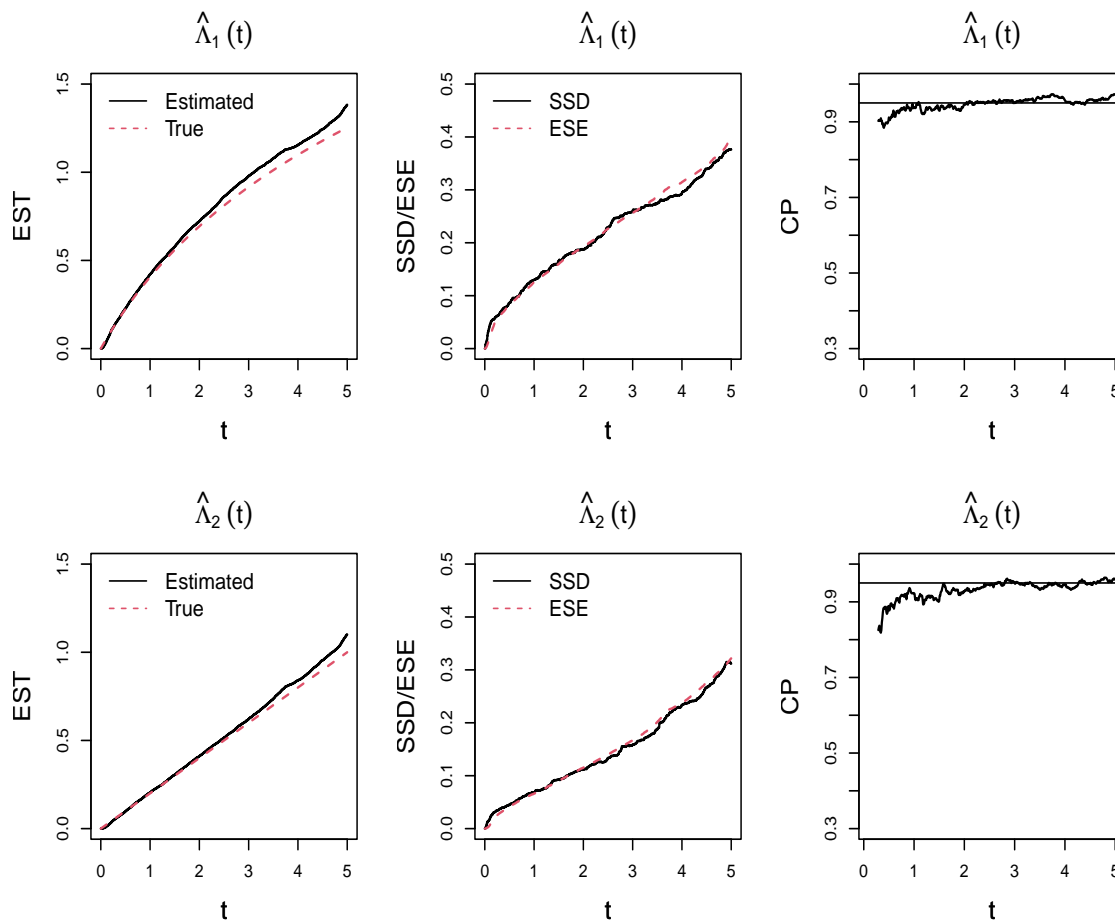 Λ̂₁ (t)
EST
1.5
1.0
0.5
0.0
Estimated
True
0 1 2 3 4 5
t
Λ̂₁ (t)
SSD/ESE
0.5
0.4
0.3
0.2
0.1
0.0
SSD
ESE
0 1 2 3 4 5
t
Λ̂₁ (t)
CP
0.9
0.7
0.5
0.3
0 1 2 3 4 5
t
Λ̂₂ (t)
EST
1.5
1.0
0.5
0.0
Estimated
True
0 1 2 3 4 5
t
Λ̂₂ (t)
SSD/ESE
0.5
0.4
0.3
0.2
0.1
0.0
SSD
ESE
0 1 2 3 4 5
t
Λ̂₂ (t)
CP
0.9
0.7
0.5
0.3
0 1 2 3 4 5
t